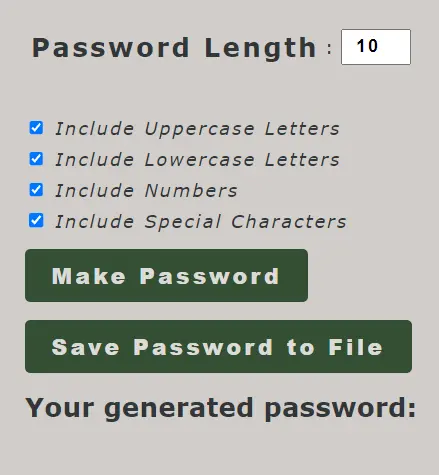 Password Length : 10
Include Uppercase Letters
Include Lowercase Letters
Include Numbers
Include Special Characters
Make Password
Save Password to File
Your generated password: